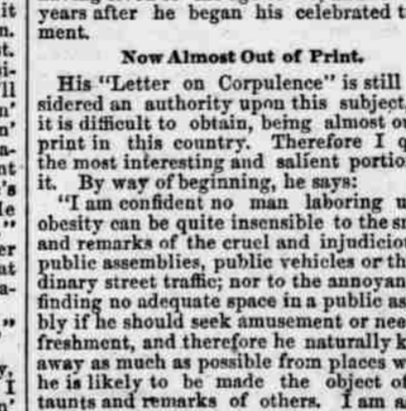 years after he began his celebrated t
ment.
Now Almost Out of Print.
His "Letter on Corpulence" is still
sidered an authority upon this subject,
it is difficult to obtain, being almost ou
print in this country. Therefore I q
the most interesting and salient portio
it. By way of beginning, he says:
"I am confident no man laboring u
obesity can be quite insensible to the sn
and remarks of the cruel and injudiciou
public assemblies, public vehicles or th
dinary street traffic; nor to the annoyan
finding no adequate space in a public as
bly if he should seek amusement or nee
freshment, and therefore he naturally k
away as much as possible from places w
he is likely to be made the object of
taunts and remarks of others. I am a